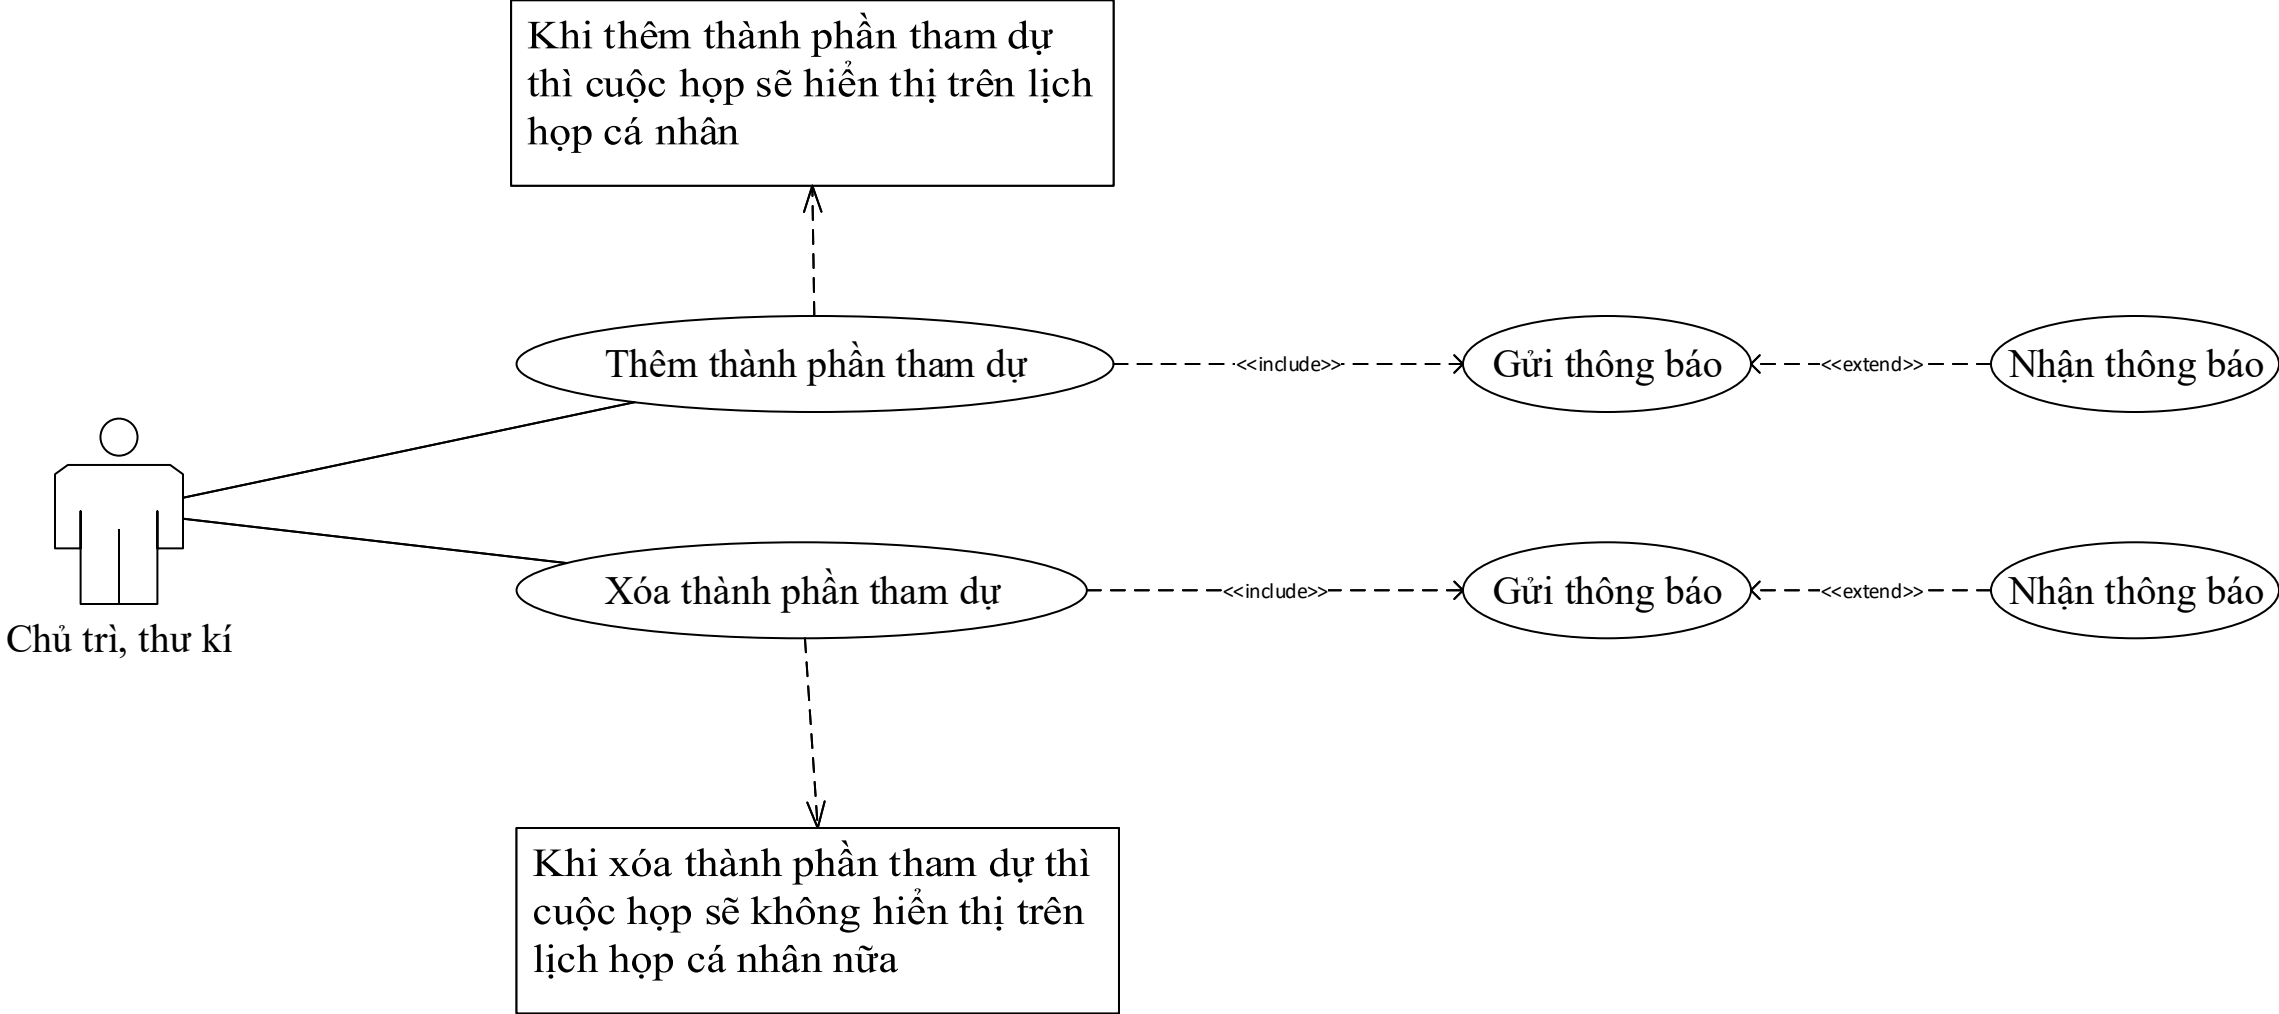 Khi thêm thành phần tham dự
thì cuộc họp sẽ hiển thị trên lịch
họp cá nhân
Thêm thành phần tham dự
<<include>>
Gửi thông báo
<<extend>>
Nhận thông báo
Chủ trì, thư kí
Xóa thành phần tham dự
<<include>>
Gửi thông báo
<<extend>>
Nhận thông báo
Khi xóa thành phần tham dự thì
cuộc họp sẽ không hiển thị trên
lịch họp cá nhân nữa